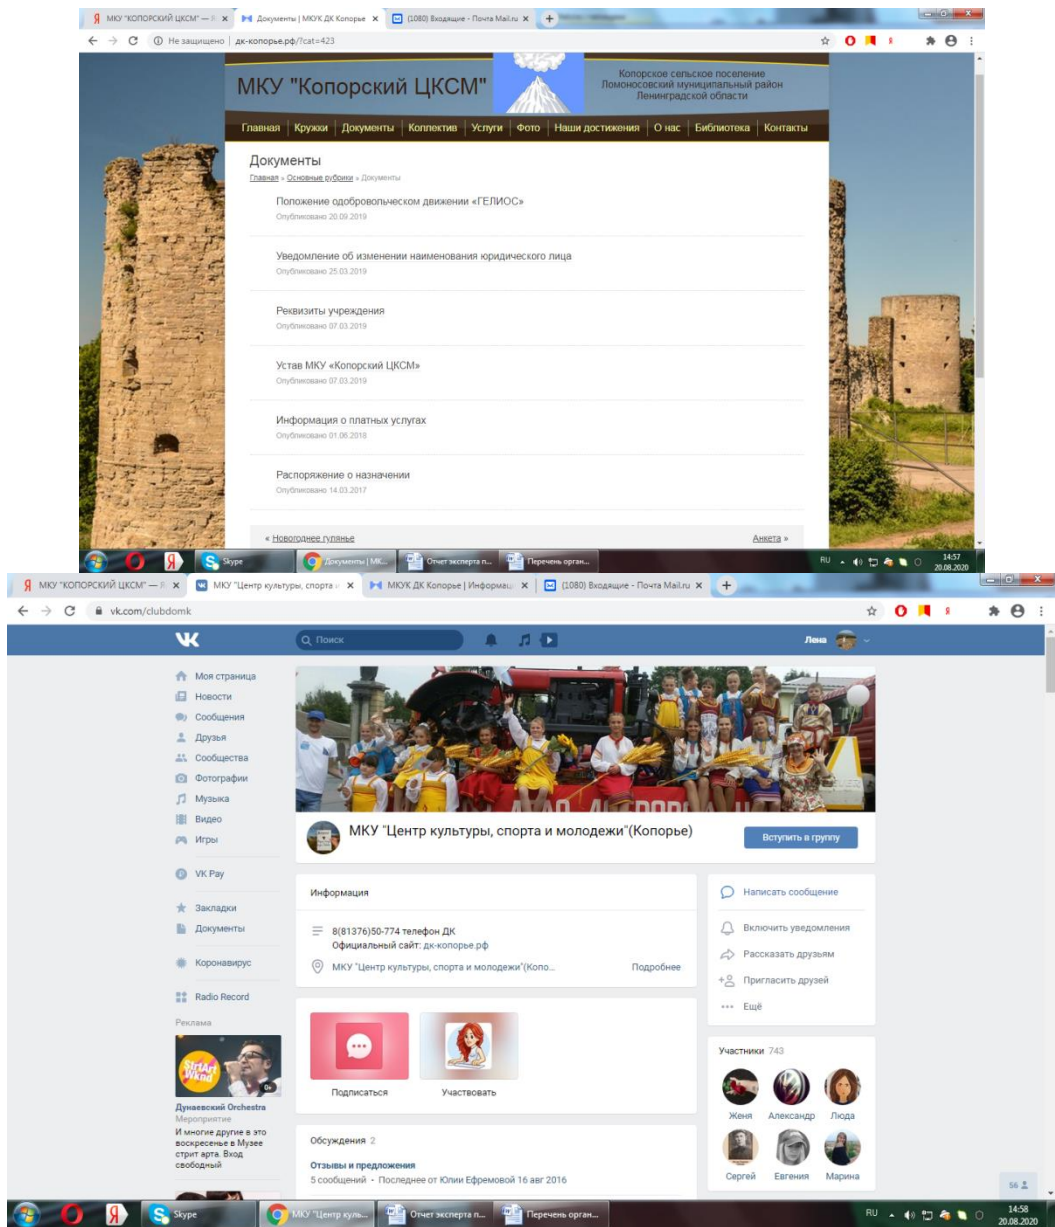 МКУ "КОПОРСКИЙ ЦКСМ" —
Документы | МКУК ДК Копорье
(1080) Входящие - Почта Mail.ru
Не защищено
дк-копорье.рф/?cat=423
МКУ "Копорский ЦКСМ"
Копорское сельское поселение
Ломоносовский муниципальный район
Ленинградской области
Главная
Кружки
Документы
Коллектив
Услуги
Фото
Наши достижения
О нас
Библиотека
Контакты
Документы
Главная » Основные рубрики » Документы
Положение одобровольческом движении «ГЕЛИОС»
Опубликовано 20.09.2019
Уведомление об изменении наименования юридического лица
Опубликовано 25.03.2019
Реквизиты учреждения
Опубликовано 07.03.2019
Устав МКУ «Копорский ЦКСМ»
Опубликовано 07.03.2019
Информация о платных услугах
Опубликовано 01.06.2018
Распоряжение о назначении
Опубликовано 14.03.2017
« Новогоднее гулянье
Анкета »
Skype
Документы | МК...
Отчет эксперта п...
Перечень орган...
RU
14:57
20.08.2020
МКУ "КОПОРСКИЙ ЦКСМ" — Я
МКУ "Центр культуры, спорта и
МКУК ДК Копорье | Информац
(1080) Входящие - Почта Mail.ru
vk.com/clubdomk
Поиск
Лена
Моя страница
Новости
Сообщения
Друзья
Сообщества
Фотографии
Музыка
Видео
Игры
VK Pay
Закладки
Документы
Коронавирус
Radio Record
Реклама
StrtArt
Wknd
0+
Дунаевский Orchestra
Мероприятие
И многие другие в это
воскресенье в Музее
стрит арта. Вход
свободный
МКУ "Центр культуры, спорта и молодежи"(Копорье)
Вступить в группу
Информация
8(81376)50-774 телефон ДК
Официальный сайт: дк-копорье.рф
МКУ "Центр культуры, спорта и молодежи"(Копо...
Подробнее
Подписаться
Участвовать
Обсуждения 2
Отзывы и предложения
5 сообщений • Последнее от Юлии Ефремовой 16 авг 2016
Написать сообщение
Включить уведомления
Рассказать друзьям
Пригласить друзей
Ещё
Участники 743
Женя
Александр
Люда
Сергей
Евгения
Марина
56
Skype
МКУ "Центр куль...
Отчет эксперта п...
Перечень орган...
RU
14:58
20.08.2020